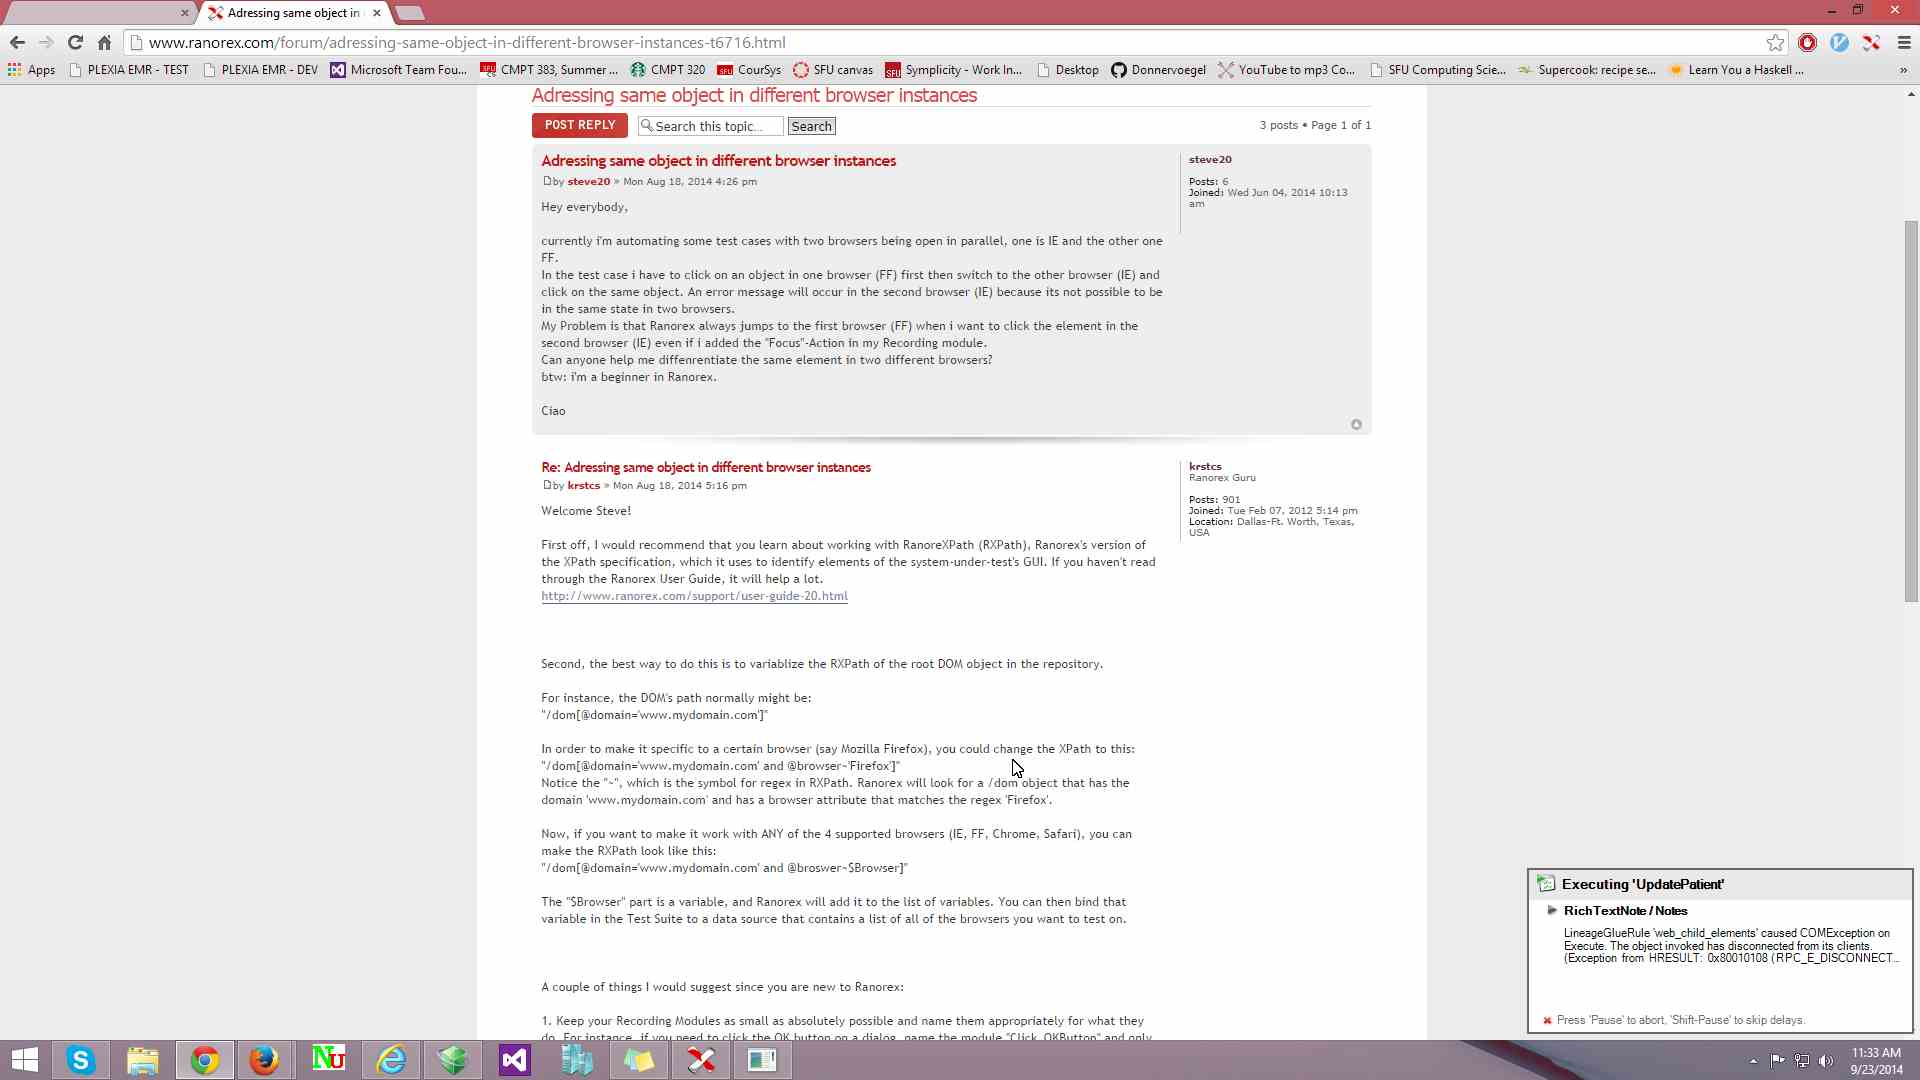 Adressing same object in
www.ranorex.com/forum/adressing-same-object-in-different-browser-instances-t6716.html
Apps PLEXIA EMR - TEST PLEXIA EMR - DEV Microsoft Team Fou... CMPT 383, Summer ... CMPT 320 CourSys SFU canvas Symplicity - Work In... Desktop Donnervoegel YouTube to mp3 Co... SFU Computing Scie... Supercook: recipe se... Learn You a Haskell ... »
Adressing same object in different browser instances
POST REPLY Search this topic... Search 3 posts • Page 1 of 1
Adressing same object in different browser instances
by steve20 » Mon Aug 18, 2014 4:26 pm
steve20
Posts: 6
Joined: Wed Jun 04, 2014 10:13
am
Hey everybody,
currently i'm automating some test cases with two browsers being open in parallel, one is IE and the other one
FF.
In the test case i have to click on an object in one browser (FF) first then switch to the other browser (IE) and
click on the same object. An error message will occur in the second browser (IE) because its not possible to be
in the same state in two browsers.
My Problem is that Ranorex always jumps to the first browser (FF) when i want to click the element in the
second browser (IE) even if i added the "Focus"-Action in my Recording module.
Can anyone help me diffenrentiate the same element in two different browsers?
btw: i'm a beginner in Ranorex.
Ciao
Re: Adressing same object in different browser instances
by krstcs » Mon Aug 18, 2014 5:16 pm
krstcs
Ranorex Guru
Posts: 901
Joined: Tue Feb 07, 2012 5:14 pm
Location: Dallas-Ft. Worth, Texas,
USA
Welcome Steve!
First off, I would recommend that you learn about working with RanoreXPath (RXPath), Ranorex's version of
the XPath specification, which it uses to identify elements of the system-under-test's GUI. If you haven't read
through the Ranorex User Guide, it will help a lot.
http://www.ranorex.com/support/user-guide-20.html
Second, the best way to do this is to variablize the RXPath of the root DOM object in the repository.
For instance, the DOM's path normally might be:
"/dom[@domain='www.mydomain.com']"
In order to make it specific to a certain browser (say Mozilla Firefox), you could change the XPath to this:
"/dom[@domain='www.mydomain.com' and @browser~'Firefox']"
Notice the "~", which is the symbol for regex in RXPath. Ranorex will look for a /dom object that has the
domain 'www.mydomain.com' and has a browser attribute that matches the regex 'Firefox'.
Now, if you want to make it work with ANY of the 4 supported browsers (IE, FF, Chrome, Safari), you can
make the RXPath look like this:
"/dom[@domain='www.mydomain.com' and @broswer~$Browser]"
The "$Browser" part is a variable, and Ranorex will add it to the list of variables. You can then bind that
variable in the Test Suite to a data source that contains a list of all of the browsers you want to test on.
A couple of things I would suggest since you are new to Ranorex:
1. Keep your Recording Modules as small as absolutely possible and name them appropriately for what they
do. For instance, if you need to click the OK button on a dialog, name the module "Click_OKButton" and only
Executing 'UpdatePatient'
RichTextNote / Notes
LineageGlueRule 'web_child_elements' caused COMException on
Execute. The object invoked has disconnected from its clients.
(Exception from HRESULT: 0x80010108 (RPC_E_DISCONNECT...
Press 'Pause' to abort, 'Shift-Pause' to skip delays.
Nu
11:33 AM
9/23/2014